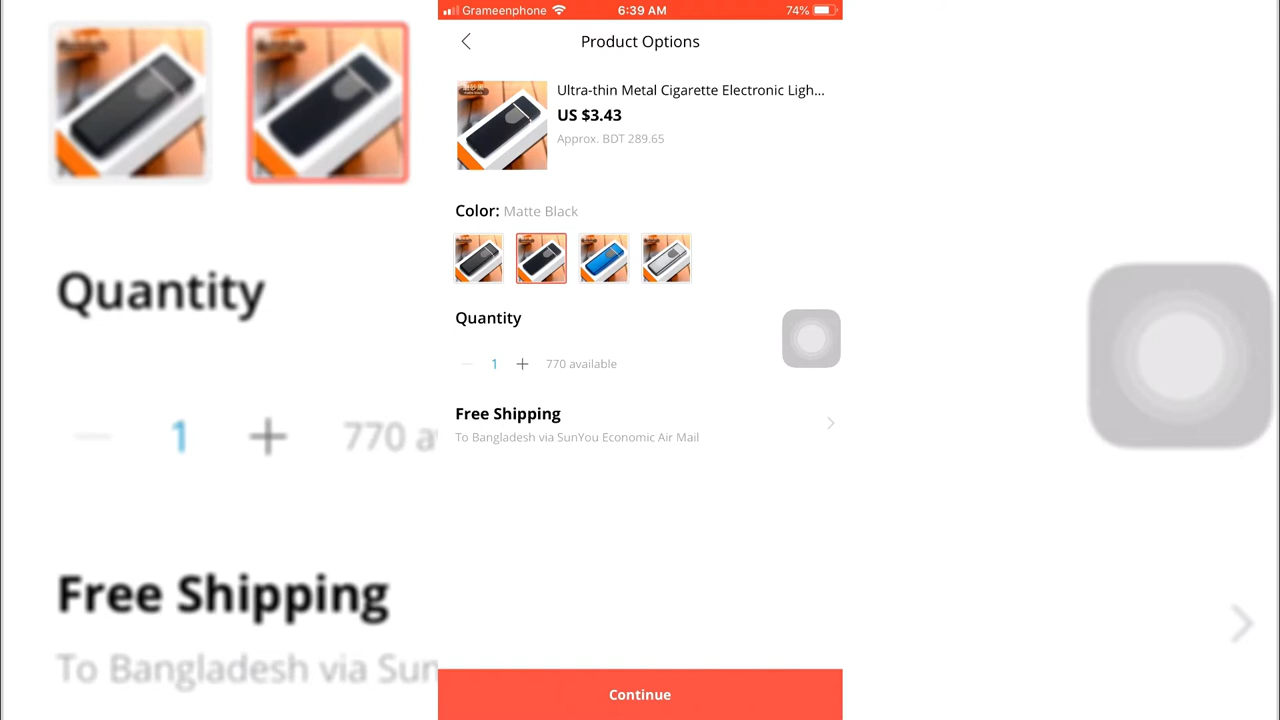 Grameenphone
6:39 AM
74%
Product Options
Ultra-thin Metal Cigarette Electronic Ligh...
US $3.43
Approx. BDT 289.65
Color: Matte Black
Quantity
1
770 available
Free Shipping
To Bangladesh via SunYou Economic Air Mail
Continue
Quantity
1
770 a
Free Shipping
To Bangladesh via Sun